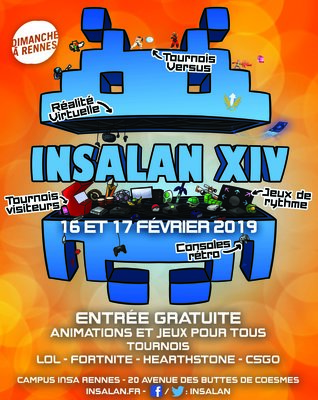 DIMANCHE
À RENNES
Tournois
Versus
Réalité
Virtuelle
INSALAN XIV
Tournois
visiteurs
Jeux de
rythme
16 ET 17 FÉVRIER 2019
Consoles
rétro
ENTRÉE GRATUITE
ANIMATIONS ET JEUX POUR TOUS
TOURNOIS
LOL - FORTNITE - HEARTHSTONE - CSGO
CAMPUS INSA RENNES - 20 AVENUE DES BUTTES DE COESMES
INSALAN.FR - f / : INSALAN